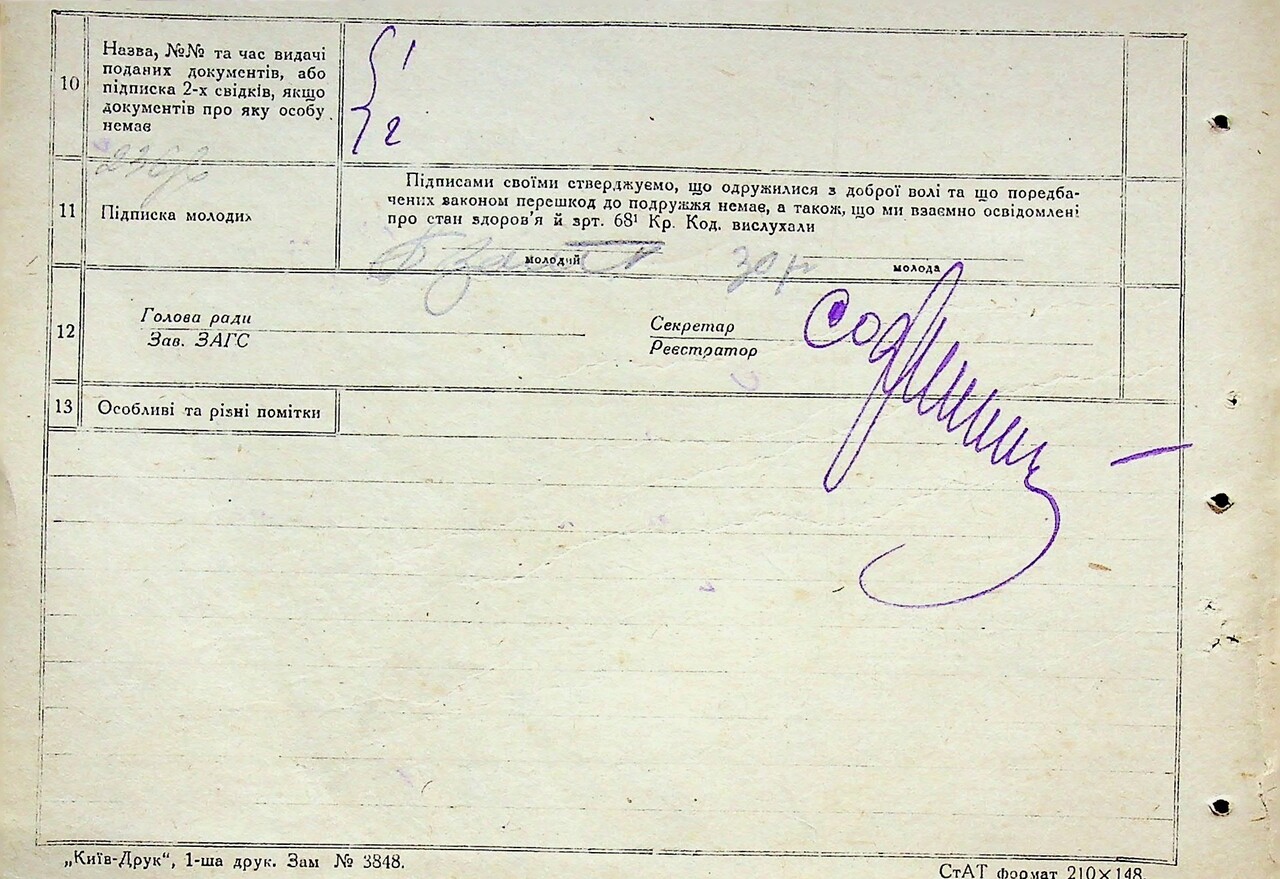 10
Назва, №№ та час видачі
поданих документів, або
підписка 2-х свідків, якщо
документів про яку особу
немає
1
2
11
Підписка молодих
Підписами своїми стверджуємо, що одружилися з доброї волі та що поредба-
чених законом перешкод до подружжя немає, а також, що ми взаємно освідомлені
про стан здоров'я й зрт. 68¹ Кр. Код. вислухали
молодий
молода
12
Голова ради
Зав. ЗАГС
Секретар
Реєстратор
13
Особливі та різні помітки
„Київ-Друк“, 1-ша друк. Зам № 3848.
СтАТ формат 210×148.